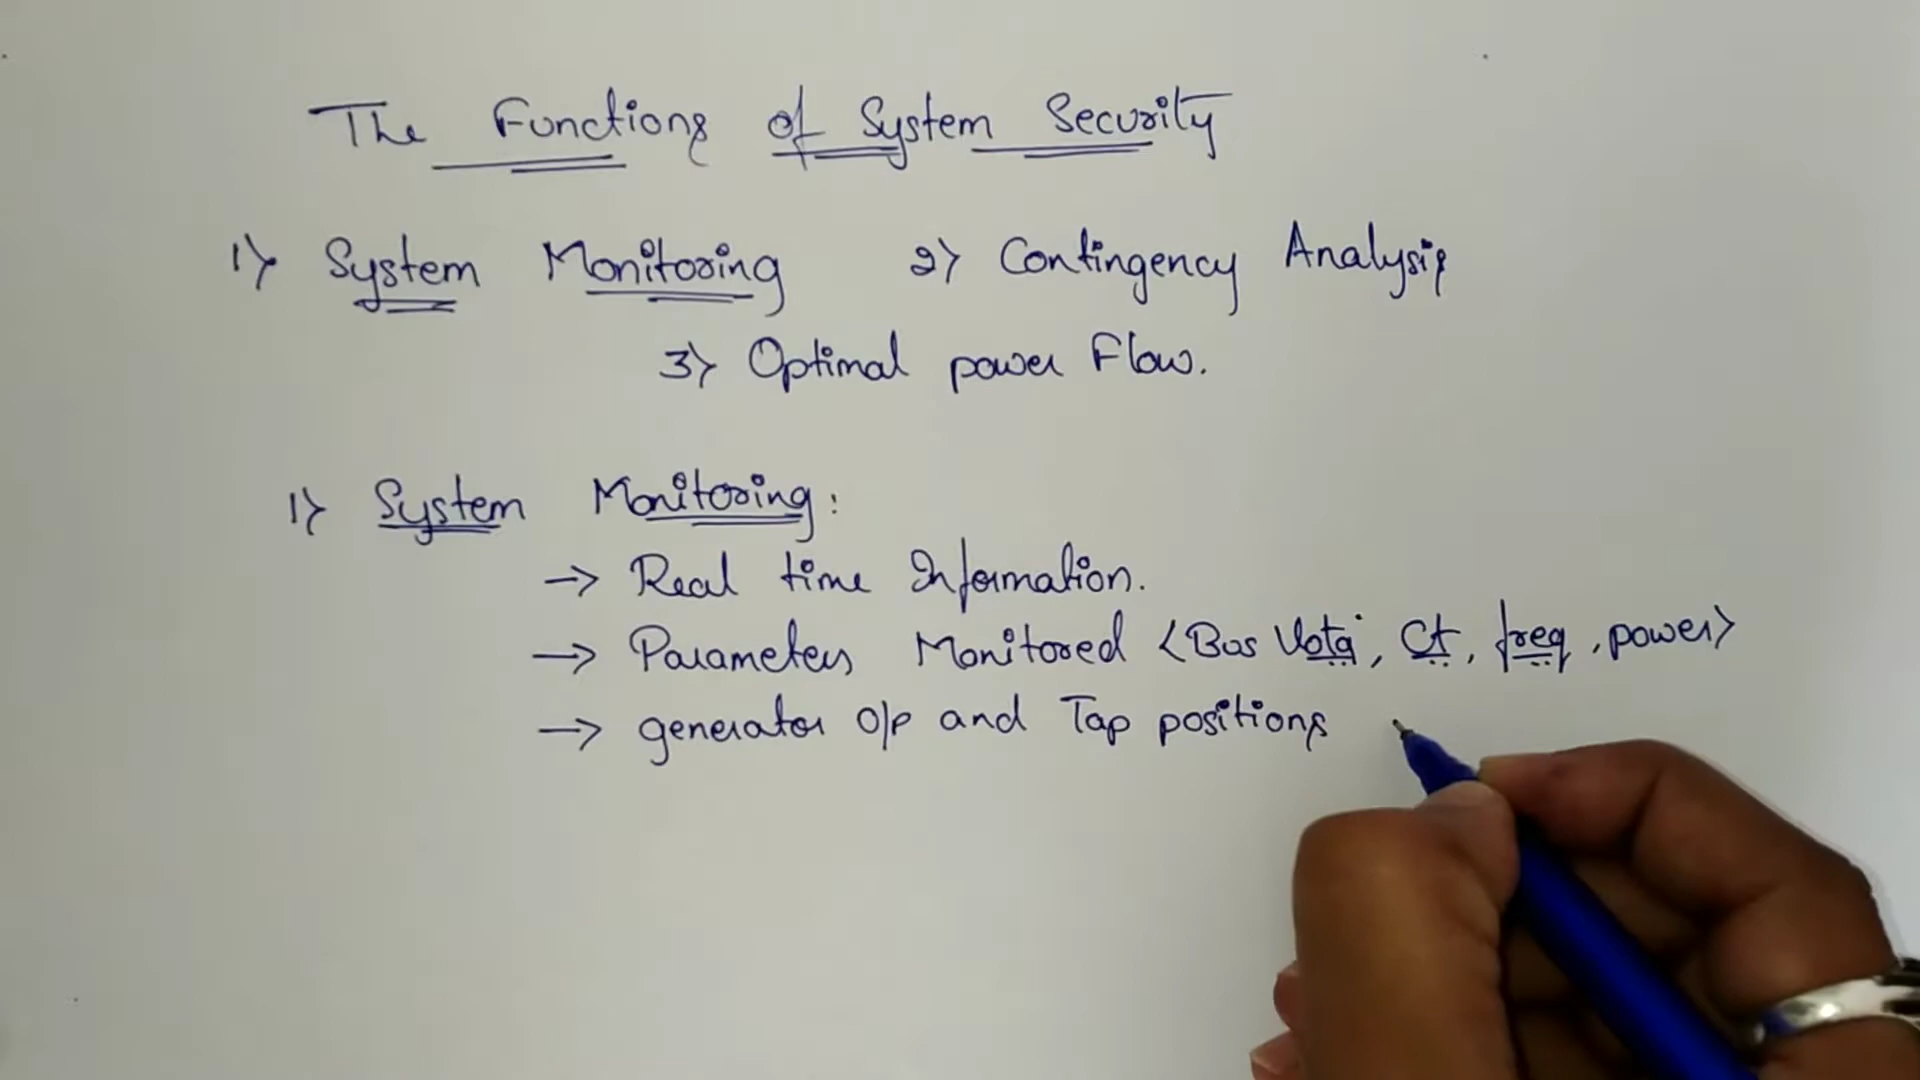 The Functions of System Security
1) System Monitoring 2) Contingency Analysis
3) Optimal power Flow.
1) System Monitoring:
→ Real time Information.
→ Parameters Monitored <Bus Votg, Ct, freq, power>
→ generator o/p and Tap positions